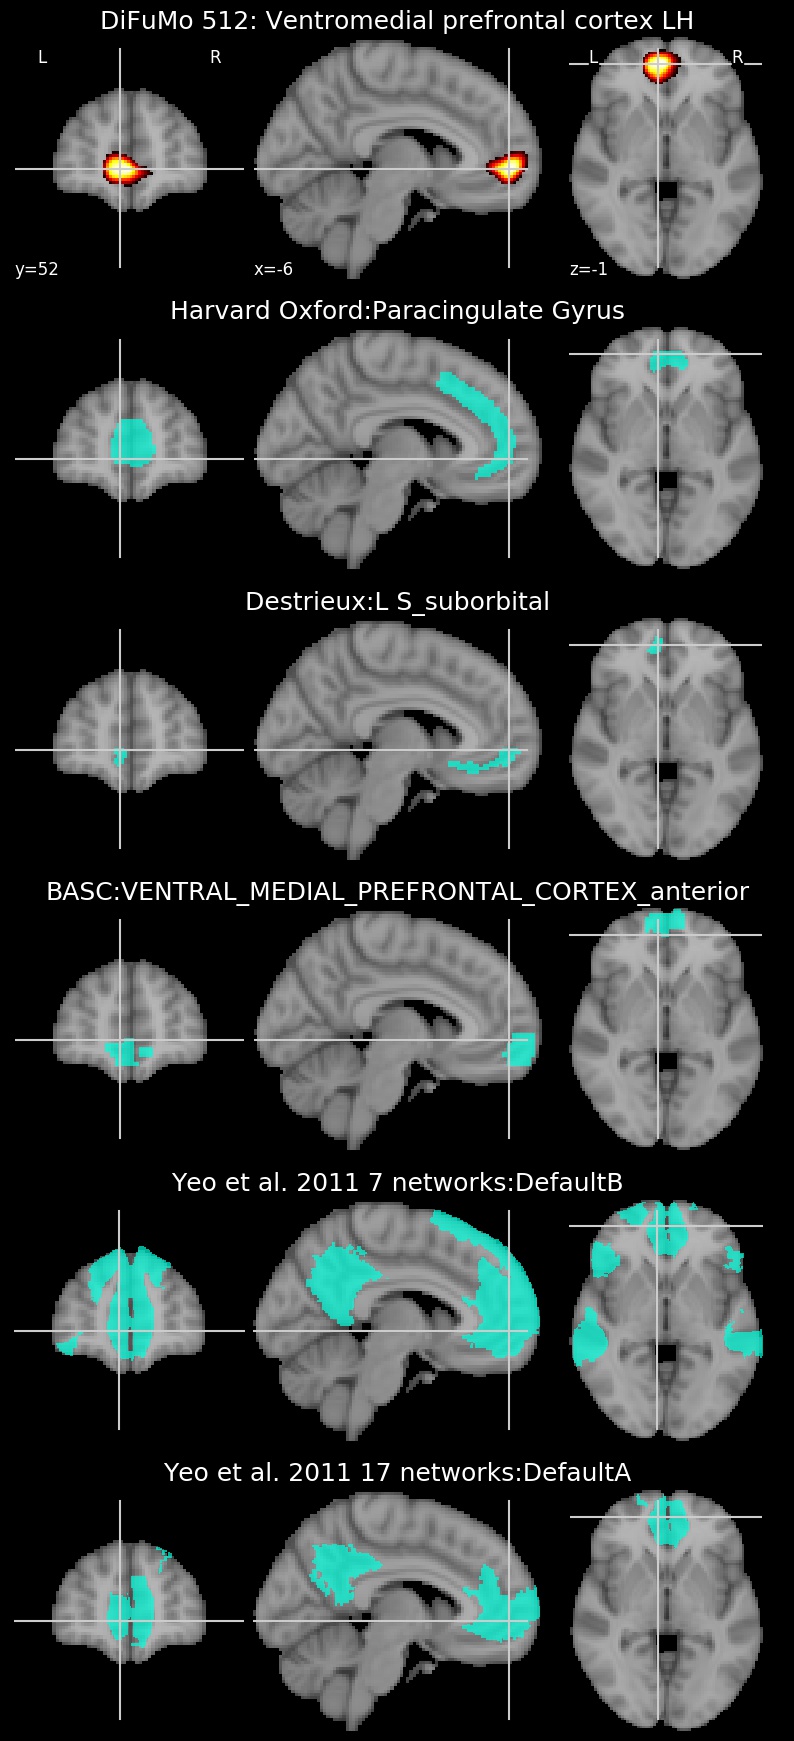 DiFuMo 512: Ventromedial prefrontal cortex LH
L R L R
y=52 x=-6 z=-1
Harvard Oxford:Paracingulate Gyrus
Destrieux:L S_suborbital
BASC:VENTRAL_MEDIAL_PREFRONTAL_CORTEX_anterior
Yeo et al. 2011 7 networks:DefaultB
Yeo et al. 2011 17 networks:DefaultA